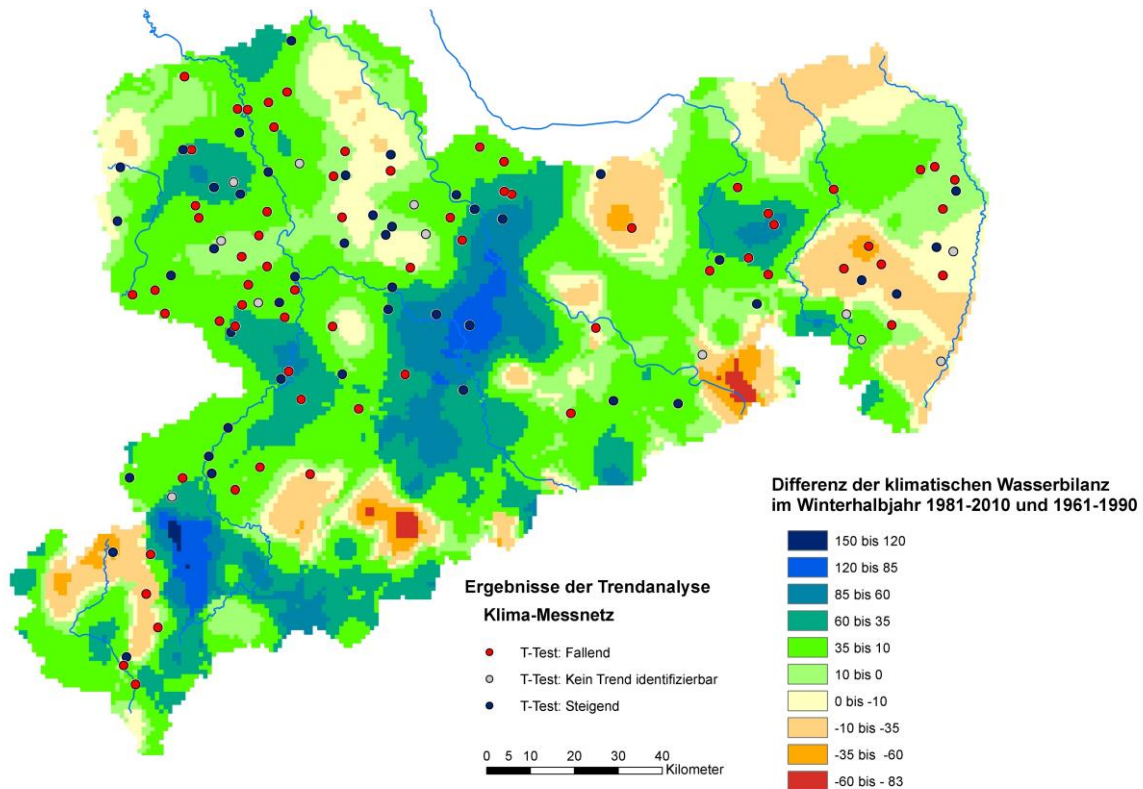 Differenz der klimatischen Wasserbilanz
im Winterhalbjahr 1981-2010 und 1961-1990
150 bis 120
120 bis 85
85 bis 60
60 bis 35
35 bis 10
10 bis 0
0 bis -10
-10 bis -35
-35 bis -60
-60 bis - 83
Ergebnisse der Trendanalyse
Klima-Messnetz
T-Test: Fallend
T-Test: Kein Trend identifizierbar
T-Test: Steigend
0 5 10 20 30 40
Kilometer